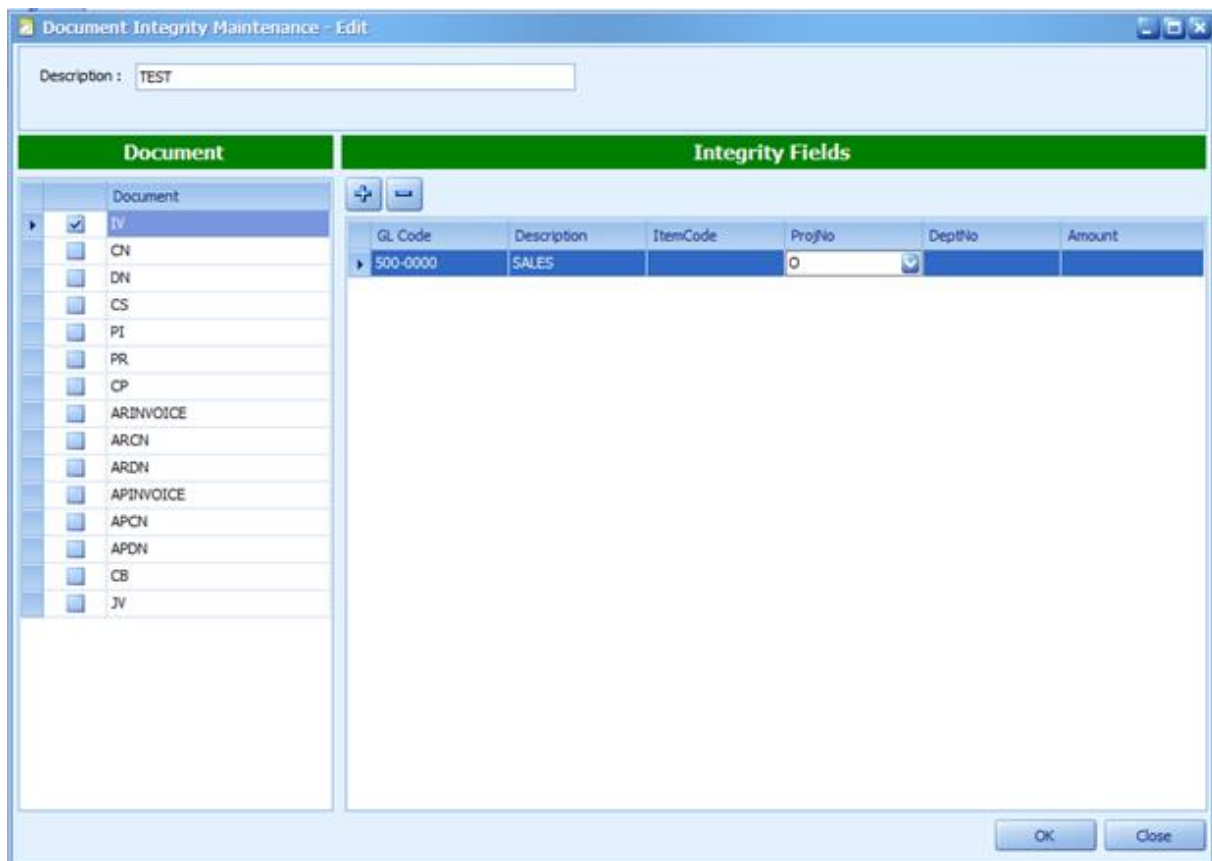 Document Integrity Maintenance - Edit
Description : TEST
Document
Integrity Fields
Document
IV
CN
DN
CS
PI
PR
CP
ARINVOICE
ARCN
ARDN
APINVOICE
APCN
APDN
CB
JV
GL Code Description ItemCode ProjNo DeptNo Amount
500-0000 SALES O
OK Close